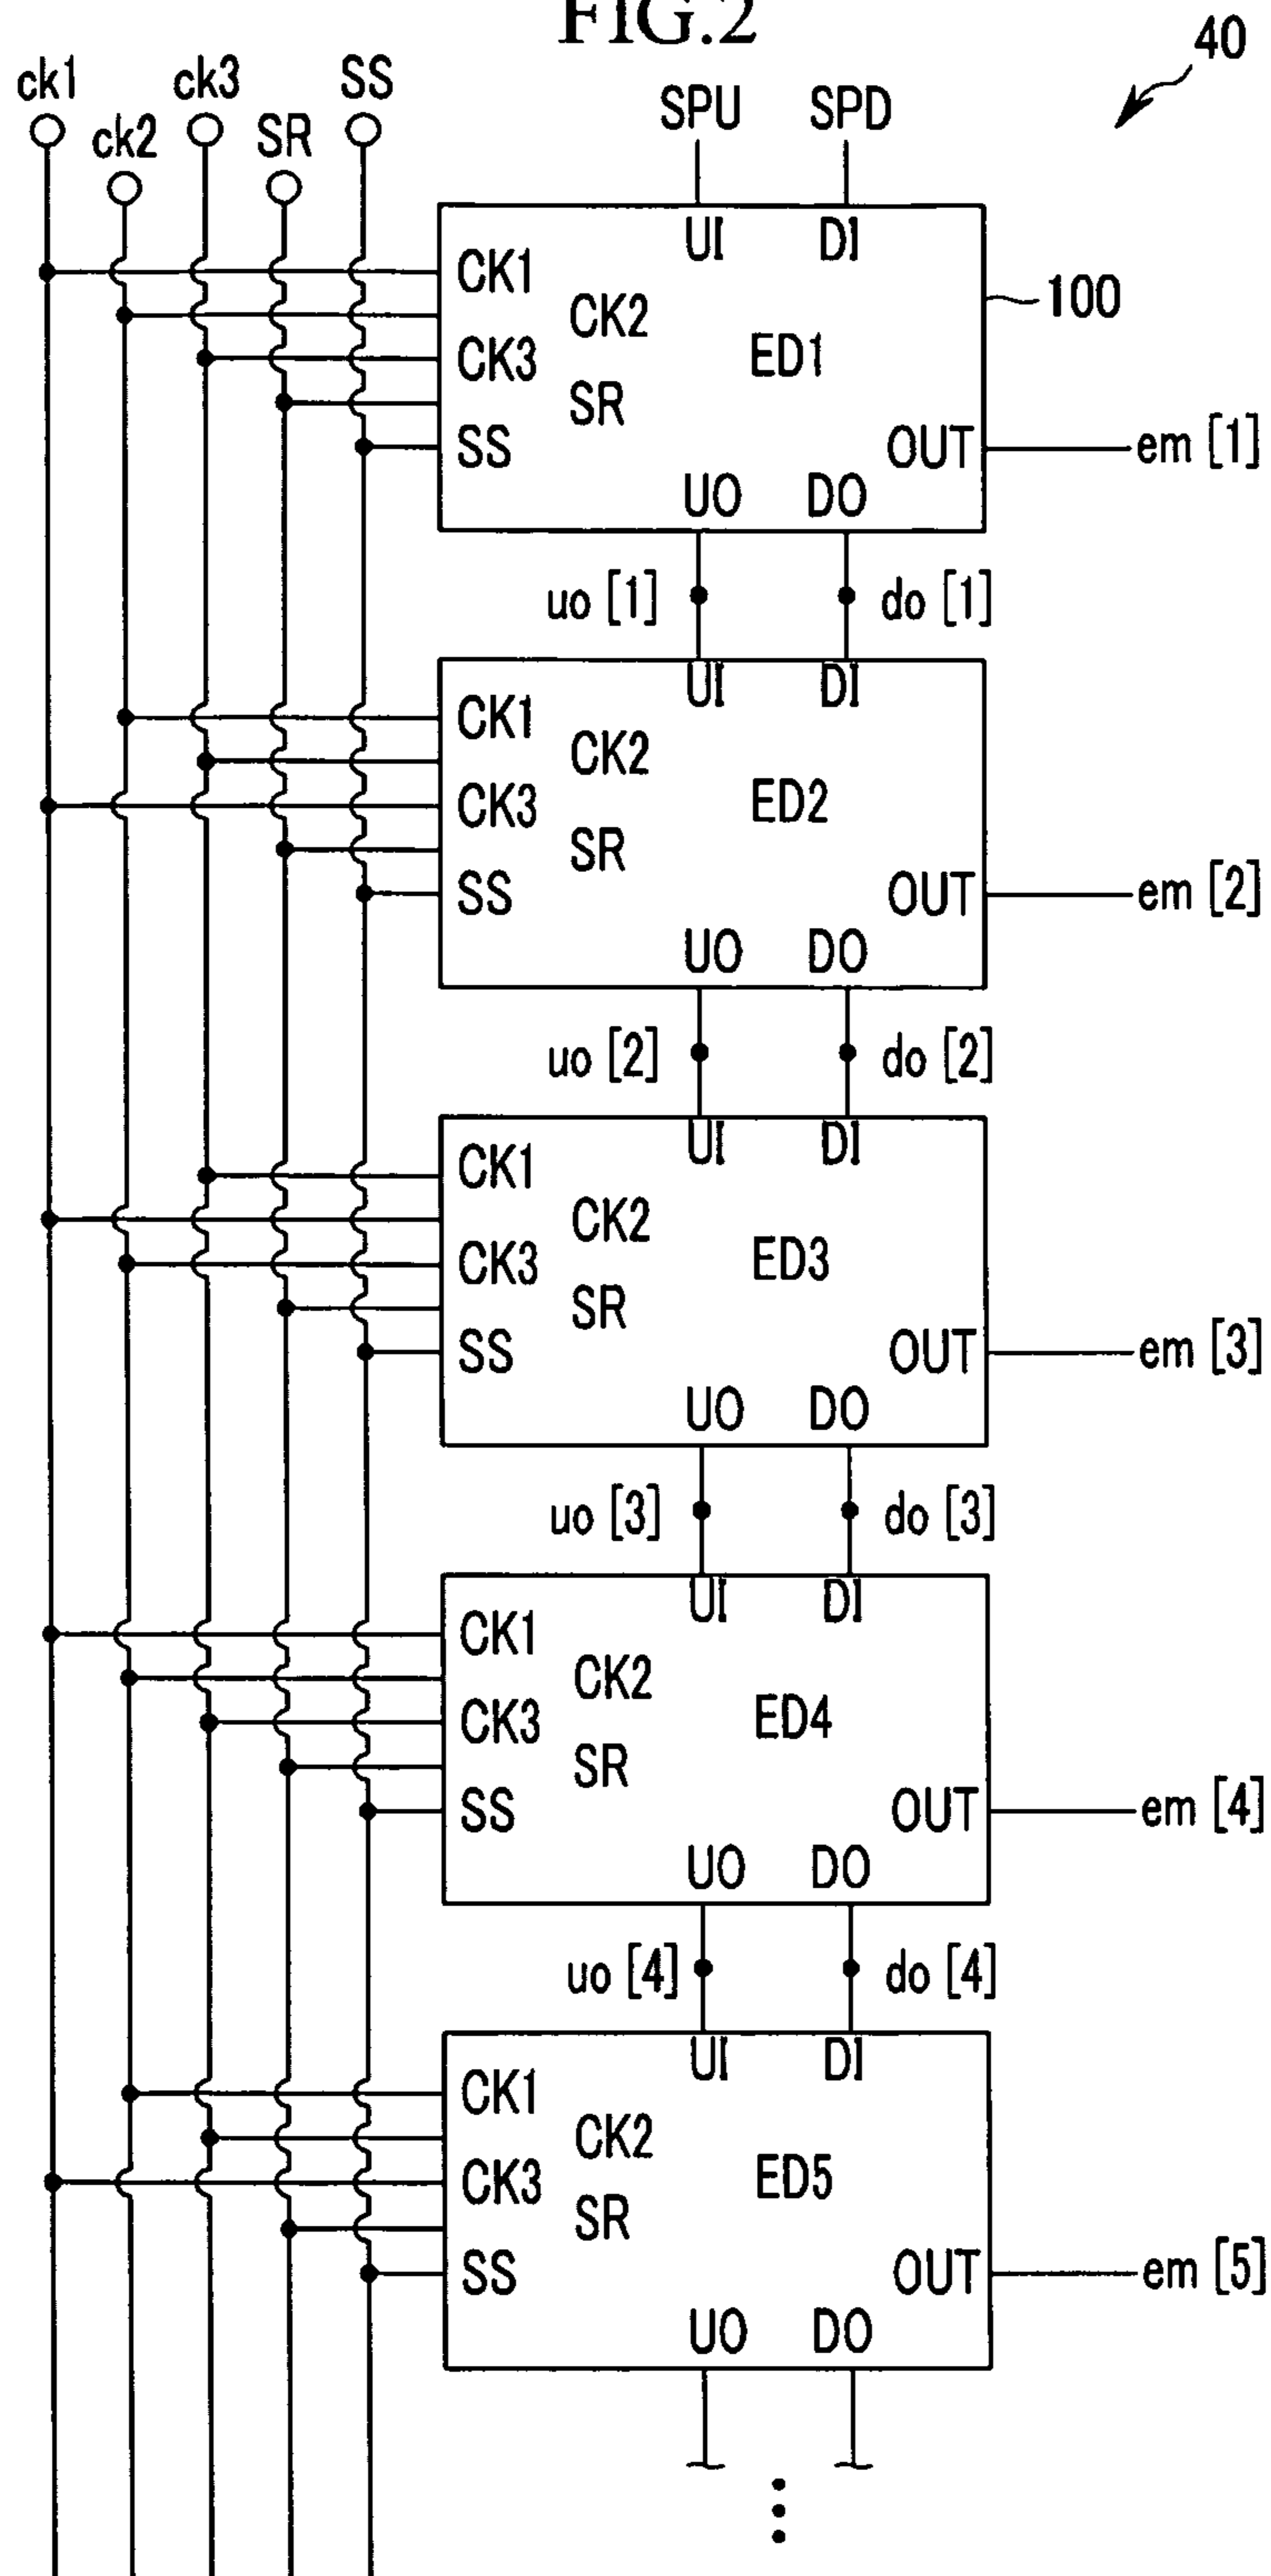 FIG.2
40
ck1 ck3 SS
ck2 SR
SPU SPD
UI DI
CK1
CK2
CK3
SR
SS
ED1
100
OUT em [1]
UO DO
uo [1] do [1]
UI DI
CK1
CK2
CK3
SR
SS
ED2
OUT em [2]
UO DO
uo [2] do [2]
UI DI
CK1
CK2
CK3
SR
SS
ED3
OUT em [3]
UO DO
uo [3] do [3]
UI DI
CK1
CK2
CK3
SR
SS
ED4
OUT em [4]
UO DO
uo [4] do [4]
UI DI
CK1
CK2
CK3
SR
SS
ED5
OUT em [5]
UO DO